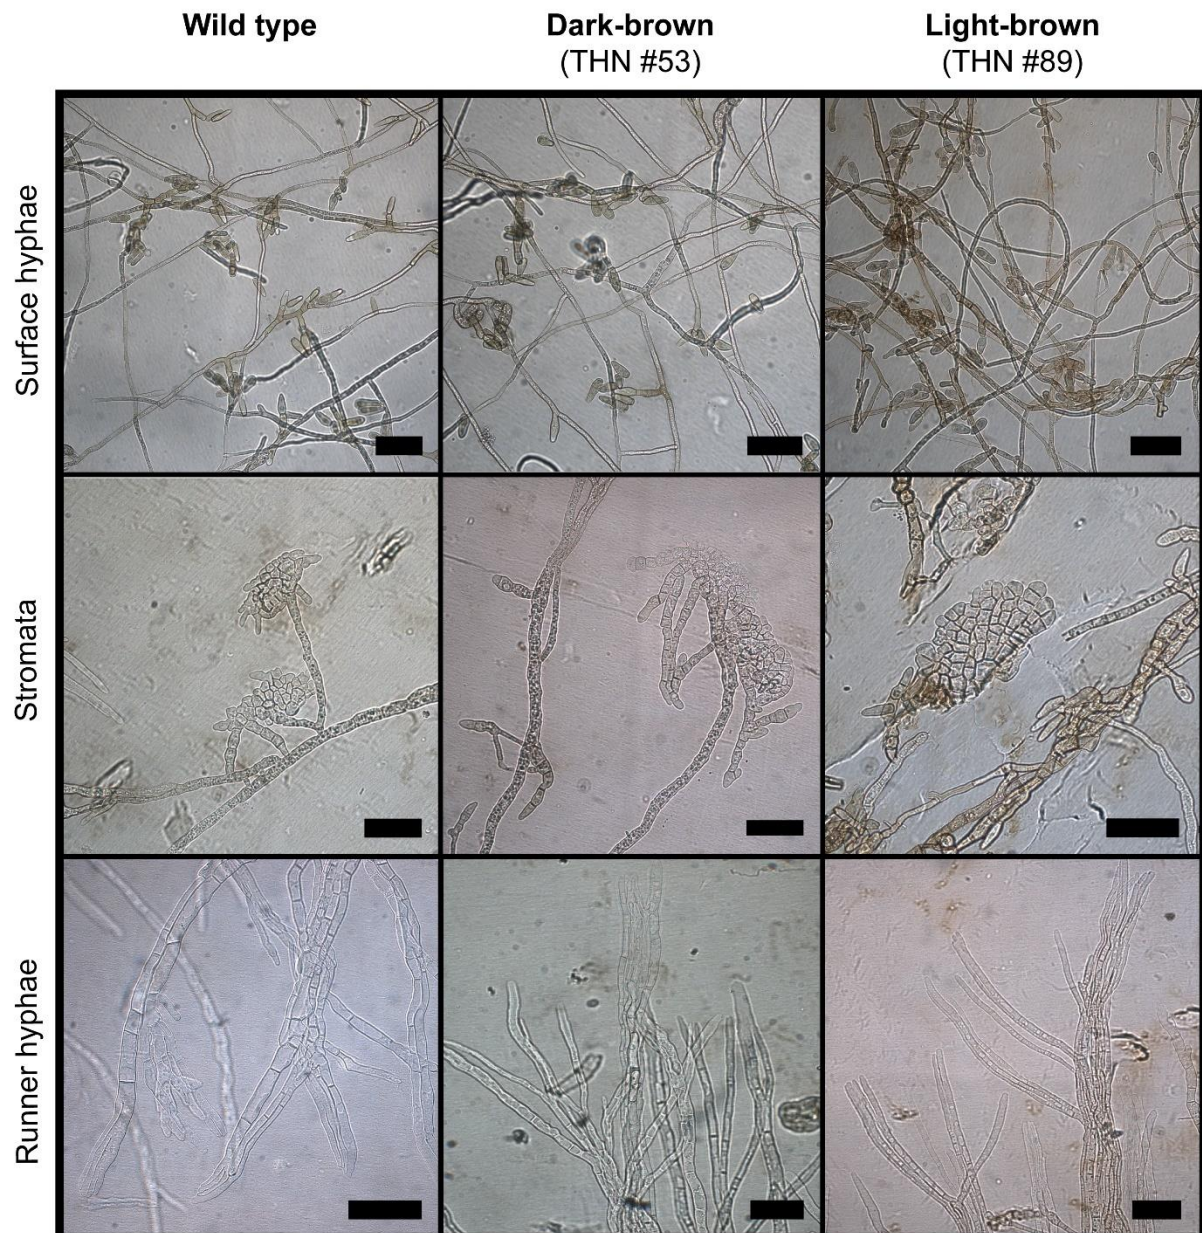 Wild type
Dark-brown
(THN #53)
Light-brown
(THN #89)
Surface hyphae
Stromata
Runner hyphae